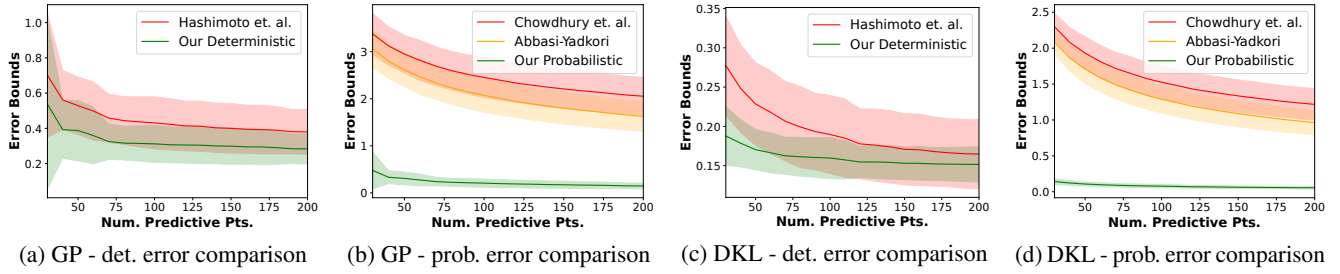 Error Bounds
1.0
0.8
0.6
0.4
0.2
Hashimoto et. al.
Our Deterministic
25 50 75 100 125 150 175 200
Num. Predictive Pts.
(a) GP - det. error comparison
Error Bounds
3
2
1
0
Chowdhury et. al.
Abbasi-Yadkori
Our Probabilistic
25 50 75 100 125 150 175 200
Num. Predictive Pts.
(b) GP - prob. error comparison
Error Bounds
0.35
0.30
0.25
0.20
0.15
Hashimoto et. al.
Our Deterministic
25 50 75 100 125 150 175 200
Num. Predictive Pts.
(c) DKL - det. error comparison
Error Bounds
2.5
2.0
1.5
1.0
0.5
0.0
Chowdhury et. al.
Abbasi-Yadkori
Our Probabilistic
25 50 75 100 125 150 175 200
Num. Predictive Pts.
(d) DKL - prob. error comparison